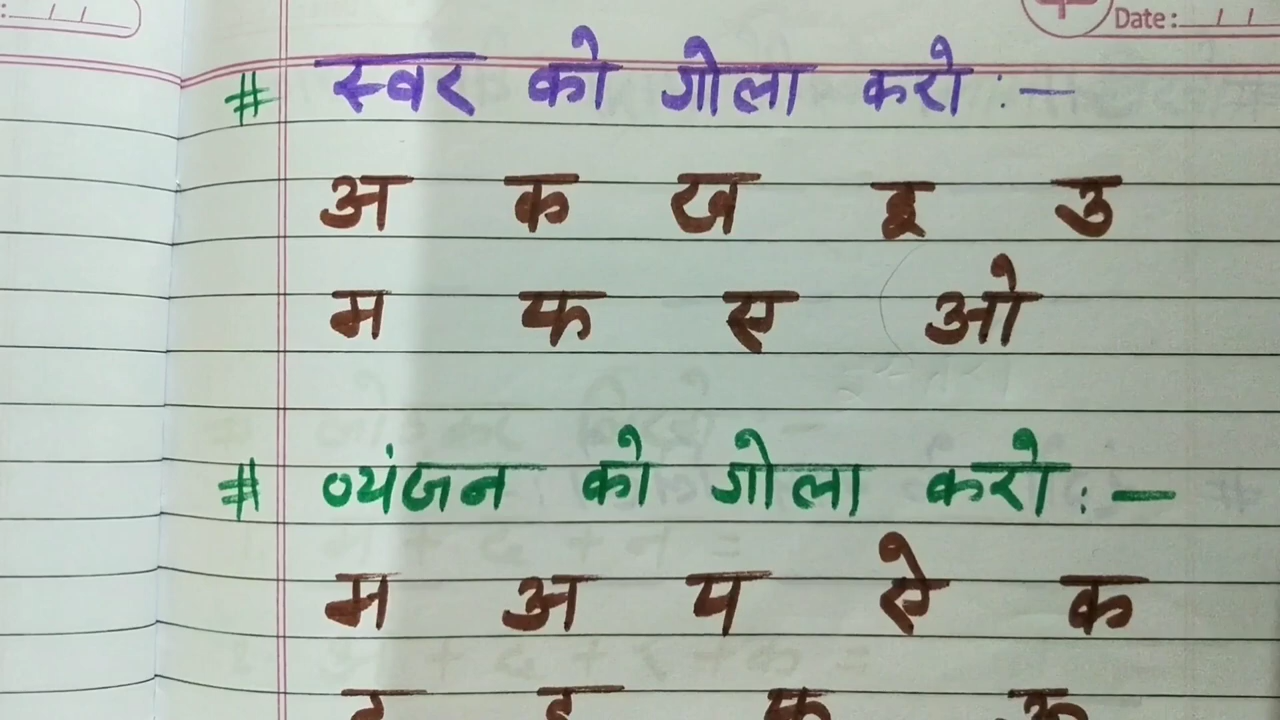 Date:
# स्वर को गोला करो :-
अ क ख इ उ
म फ ए ओ
# व्यंजन को गोला करो :-
म अ प ऐ क